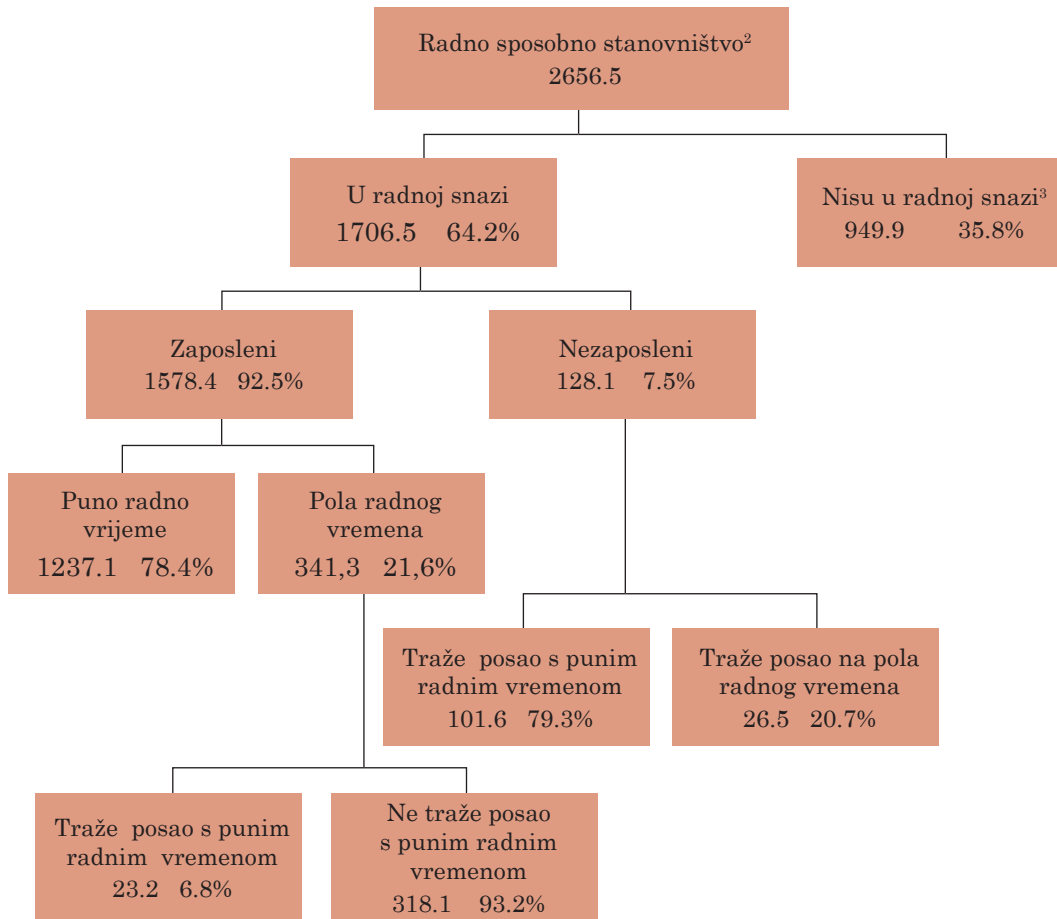 Radno sposobno stanovništvo²
2656.5
U radnoj snazi
1706.5 64.2%
Nisu u radnoj snazi³
949.9 35.8%
Zaposleni
1578.4 92.5%
Nezaposleni
128.1 7.5%
Puno radno
vrijeme
1237.1 78.4%
Pola radnog
vremena
341,3 21,6%
Traže posao s punim
radnim vremenom
101.6 79.3%
Traže posao na pola
radnog vremena
26.5 20.7%
Traže posao s punim
radnim vremenom
23.2 6.8%
Ne traže posao
s punim radnim
vremenom
318.1 93.2%